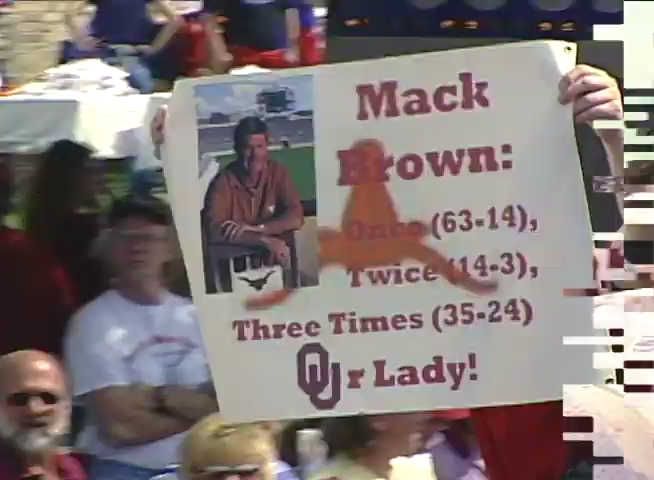 Mack
Brown:
Once (63-14),
Twice (14-3),
Three Times (35-24)
OUr Lady!